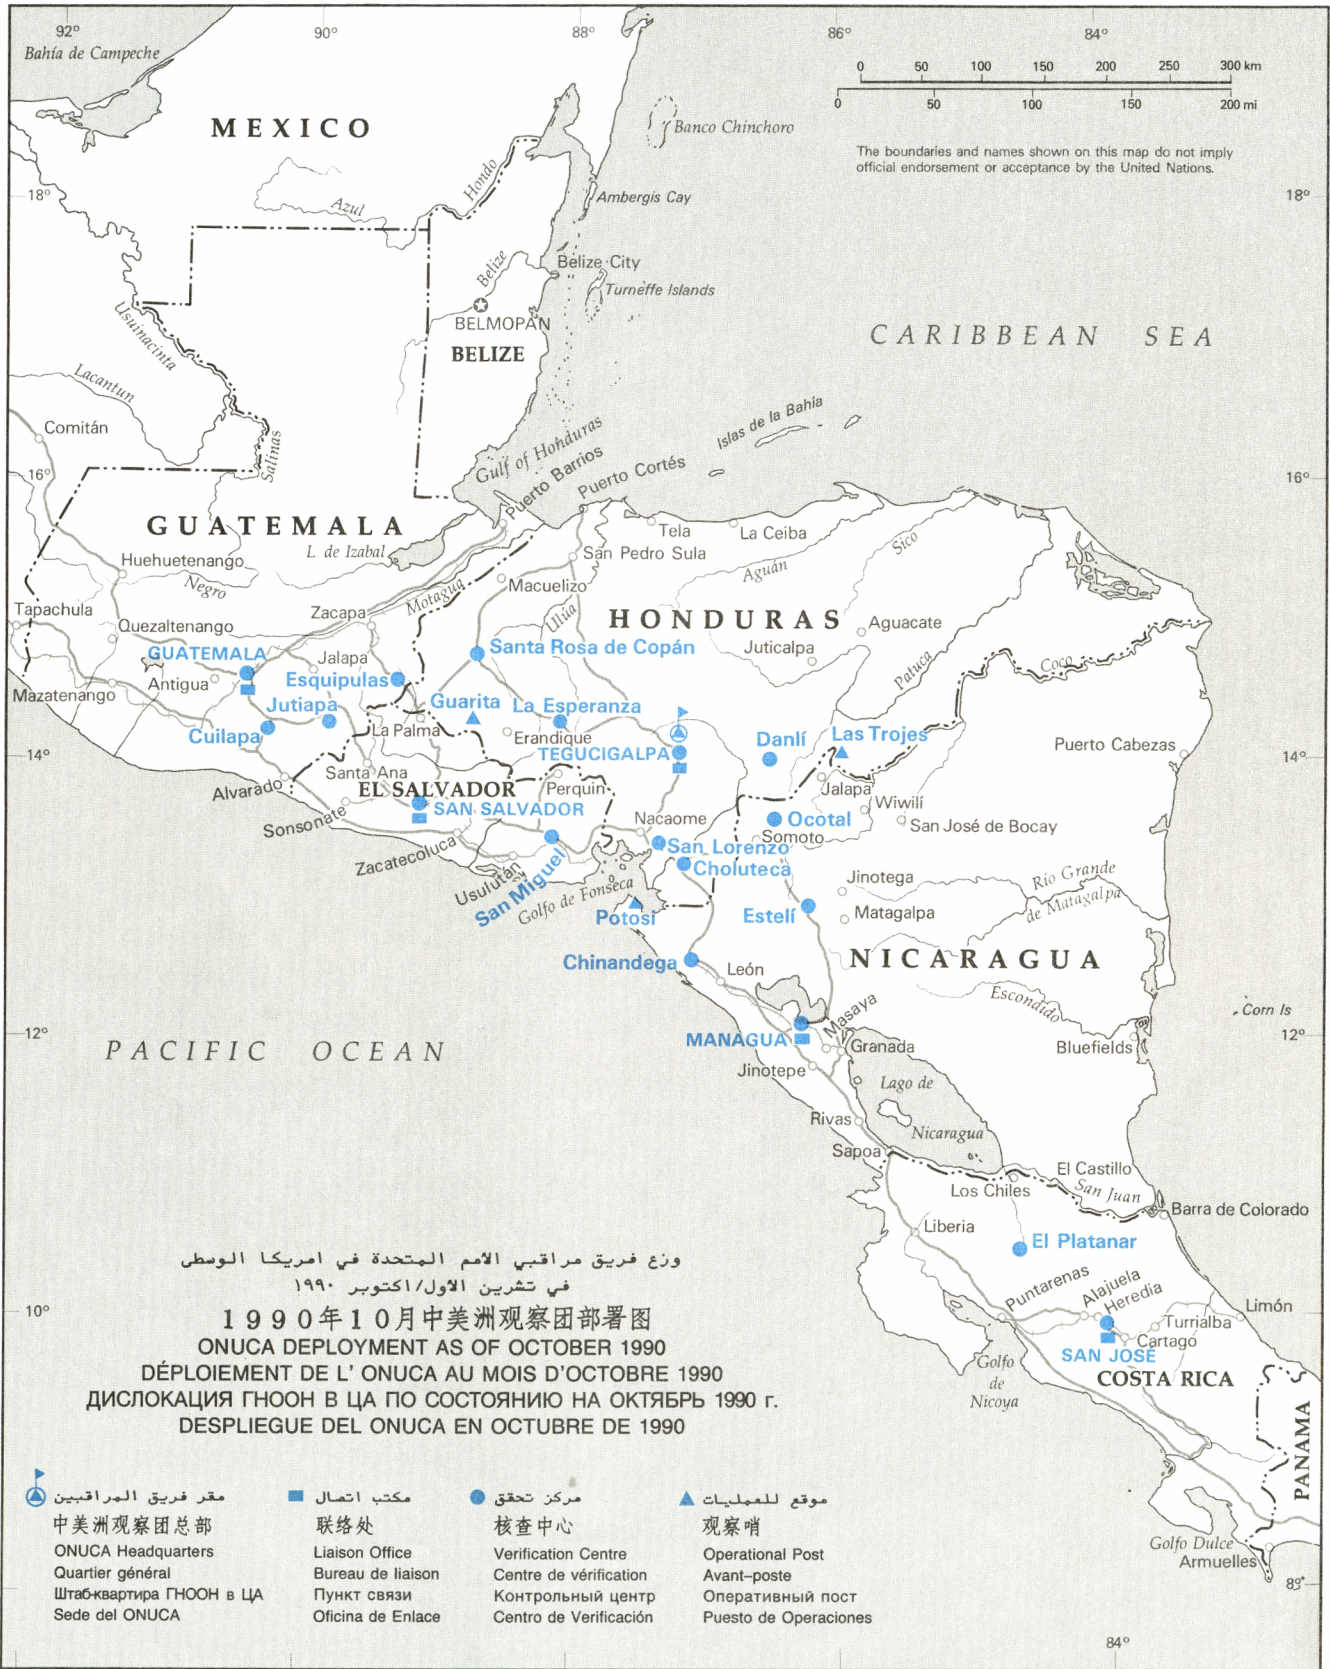 92°
90°
88°
86°
84°
Bahía de Campeche
0 50 100 150 200 250 300 km
0 50 100 150 200 mi
MEXICO
Banco Chinchoro
The boundaries and names shown on this map do not imply
official endorsement or acceptance by the United Nations.
Hondo
18°
Azul
Ambergis Cay
18°
Belize
Belize City
Turneffe Islands
BELMOPAN
BELIZE
Usuinacinta
CARIBBEAN SEA
Lacantun
Comitán
Salinas
Islas de la Bahía
Gulf of Honduras
Puerto Barrios
Puerto Cortés
16°
16°
GUATEMALA
L. de Izabal
Tela
La Ceiba
Sico
San Pedro Sula
Huehuetenango
Negro
Macuelizo
Aguán
Motagua
Ulúa
Tapachula
Zacapa
HONDURAS
Aguacate
Quezaltenango
GUATEMALA
Jalapa
Santa Rosa de Copán
Juticalpa
Patuca
Coco
Antigua
Esquipulas
Mazatenango
Jutiapa
Guarita
La Esperanza
Cuilapa
La Palma
Erandique
TEGUCIGALPA
Danlí
Las Trojes
Puerto Cabezas
14°
14°
Alvarado
Santa Ana
EL SALVADOR
Perquin
Jalapa
Wiwilí
Sonsonate
SAN SALVADOR
Nacaome
Ocotal
San José de Bocay
Somoto
San Lorenzo
Zacatecoluca
Choluteca
Usulután
San Miguel
Golfo de Fonseca
Potosi
Jinotega
Río Grande
de Matagalpa
Matagalpa
Estelí
NICARAGUA
Chinandega
León
Escondido
Corn Is
12°
12°
PACIFIC OCEAN
MANAGUA
Masaya
Granada
Bluefields
Jinotepe
Lago de
Nicaragua
Rivas
Sapoa
El Castillo
Los Chiles
San Juan
Barra de Colorado
Liberia
El Platanar
Puntarenas
Alajuela
Heredia
Limón
Turrialba
Cartago
SAN JOSÉ
COSTA RICA
Golfo
de
Nicoya
PANAMA
10°
وزع فريق مراقبي الأمم المتحدة في امريكا الوسطى
في تشرين الاول/اكتوبر ١٩٩٠
1990年10月中美洲观察团部署图
ONUCA DEPLOYMENT AS OF OCTOBER 1990
DÉPLOIEMENT DE L' ONUCA AU MOIS D'OCTOBRE 1990
ДИСЛОКАЦИЯ ГНООН В ЦА ПО СОСТОЯНИЮ НА ОКТЯБРЬ 1990 г.
DESPLIEGUE DEL ONUCA EN OCTUBRE DE 1990
مقر فريق المراقبين
中美洲观察团总部
ONUCA Headquarters
Quartier général
Штаб-квартира ГНООН в ЦА
Sede del ONUCA
مكتب اتصال
联络处
Liaison Office
Bureau de liaison
Пункт связи
Oficina de Enlace
مركز تحقق
核查中心
Verification Centre
Centre de vérification
Контрольный центр
Centro de Verificación
موقع للعمليات
观察哨
Operational Post
Avant–poste
Оперативный пост
Puesto de Operaciones
Golfo Dulce
Armuelles
8°
84°